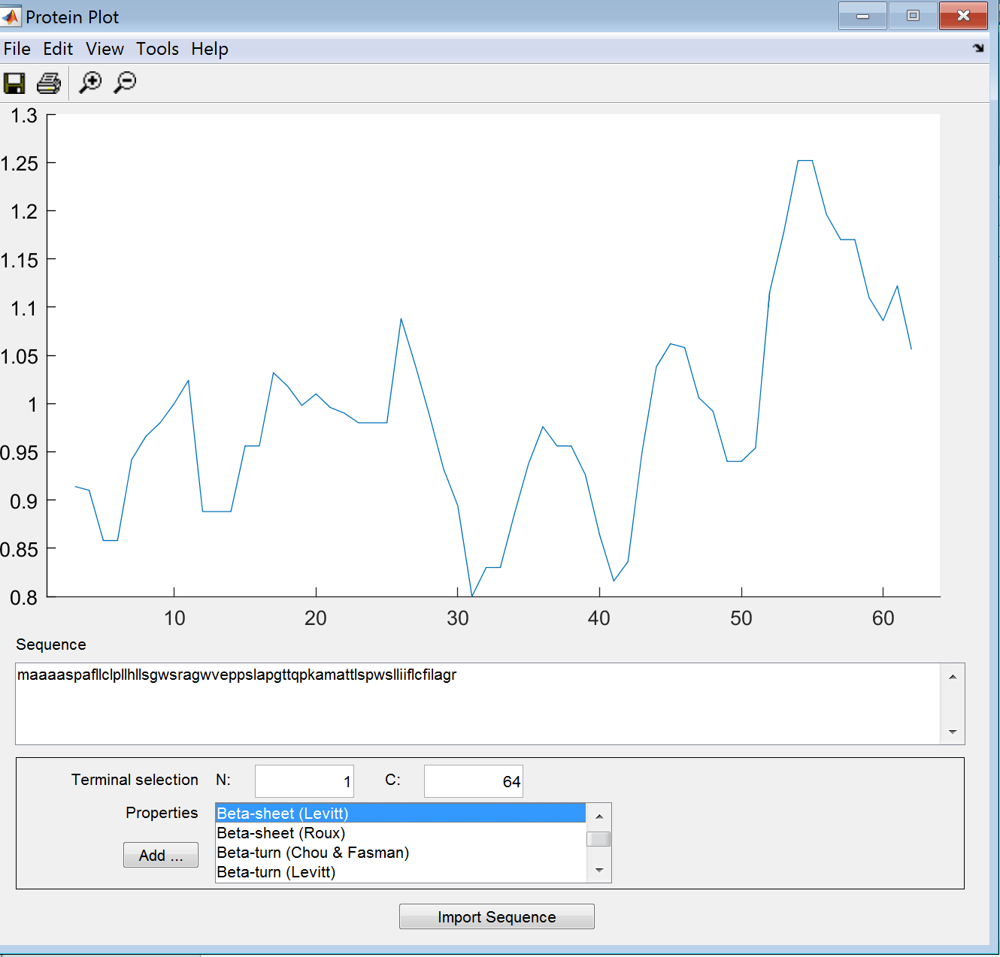 Protein Plot
File Edit View Tools Help
1.3
1.25
1.2
1.15
1.1
1.05
1
0.95
0.9
0.85
0.8
10 20 30 40 50 60
Sequence
maaaaspafllclpllhllsgwsragwveppslapgttqpkamattlspwslliiflcfilagr
Terminal selection N: 1 C: 64
Properties
Beta-sheet (Levitt)
Beta-sheet (Roux)
Add ...
Beta-turn (Chou & Fasman)
Beta-turn (Levitt)
Import Sequence